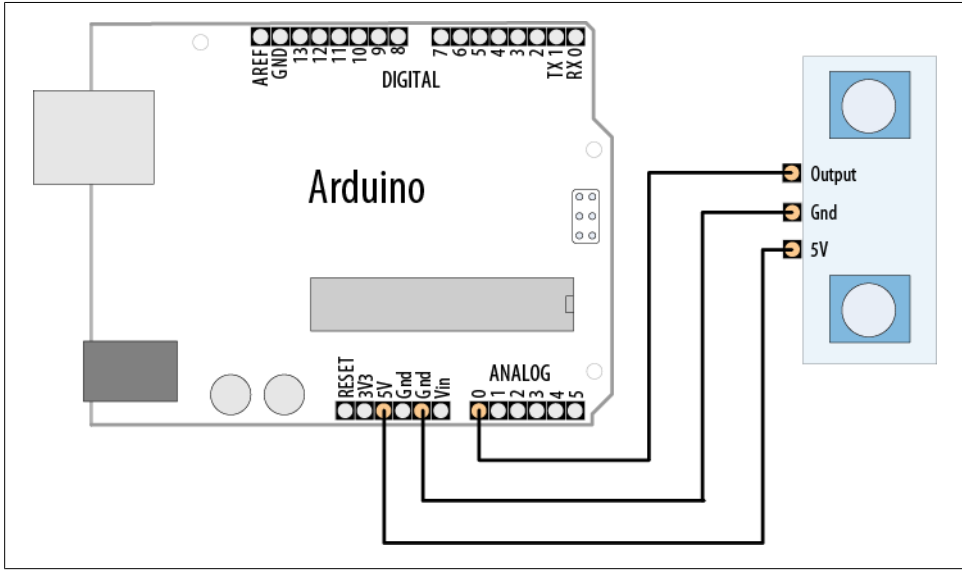 AREF GND 13 12 11 10 9 8 7 6 5 4 3 2 TX 1 RX 0
DIGITAL
Arduino
Output
Gnd
5V
RESET 3V3 5V Gnd Gnd Vin
ANALOG
0 1 2 3 4 5